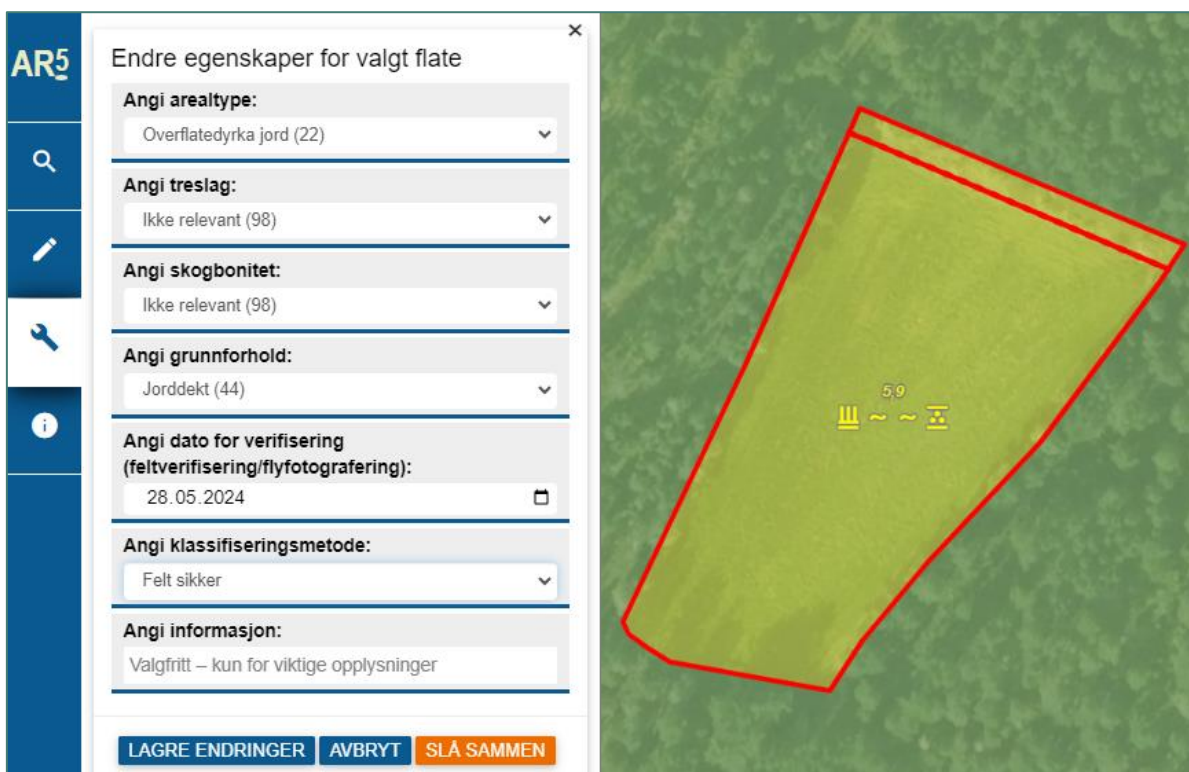 AR5
×
Endre egenskaper for valgt flate
Angi arealtype:
Overflatedyrka jord (22)
Angi treslag:
Ikke relevant (98)
Angi skogbonitet:
Ikke relevant (98)
Angi grunnforhold:
Jorddekt (44)
Angi dato for verifisering
(feltverifisering/flyfotografering):
28.05.2024
Angi klassifiseringsmetode:
Felt sikker
Angi informasjon:
Valgfritt – kun for viktige opplysninger
LAGRE ENDRINGER AVBRYT SLÅ SAMMEN
5,9
~ ~